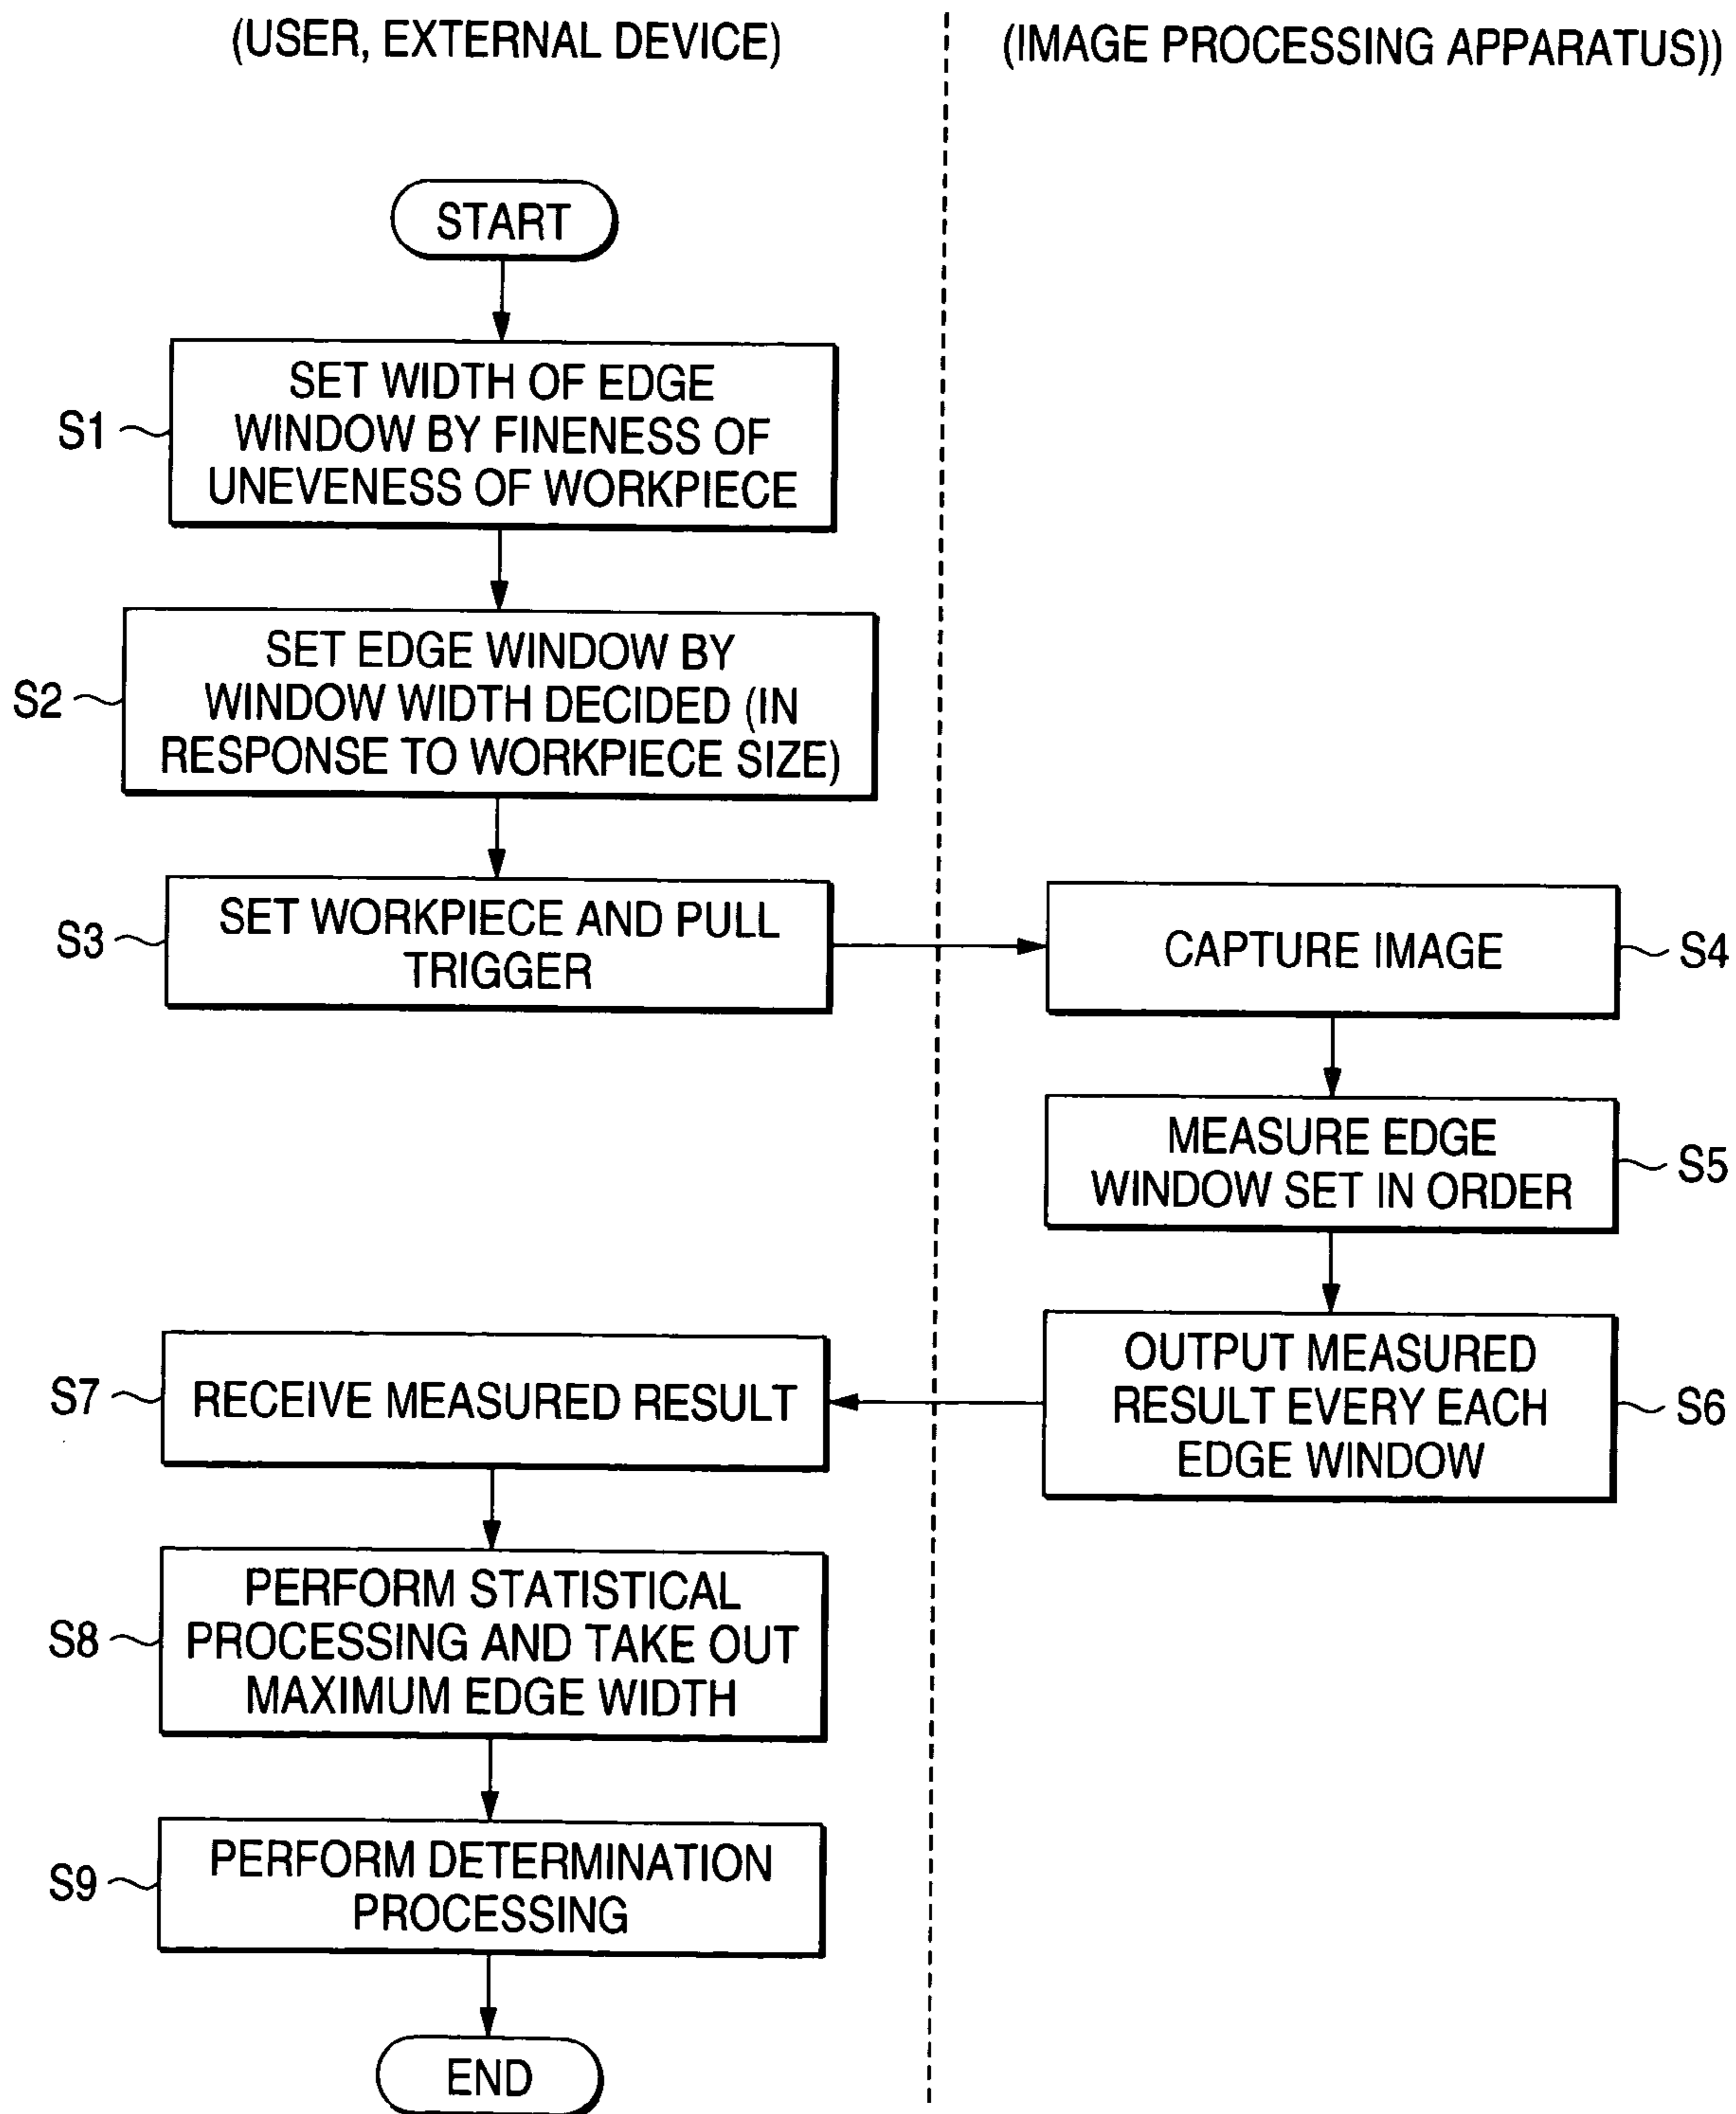 (USER, EXTERNAL DEVICE)
(IMAGE PROCESSING APPARATUS))
START
S1
SET WIDTH OF EDGE
WINDOW BY FINENESS OF
UNEVENESS OF WORKPIECE
S2
SET EDGE WINDOW BY
WINDOW WIDTH DECIDED (IN
RESPONSE TO WORKPIECE SIZE)
S3
SET WORKPIECE AND PULL
TRIGGER
CAPTURE IMAGE
S4
MEASURE EDGE
WINDOW SET IN ORDER
S5
OUTPUT MEASURED
RESULT EVERY EACH
EDGE WINDOW
S6
S7
RECEIVE MEASURED RESULT
S8
PERFORM STATISTICAL
PROCESSING AND TAKE OUT
MAXIMUM EDGE WIDTH
S9
PERFORM DETERMINATION
PROCESSING
END